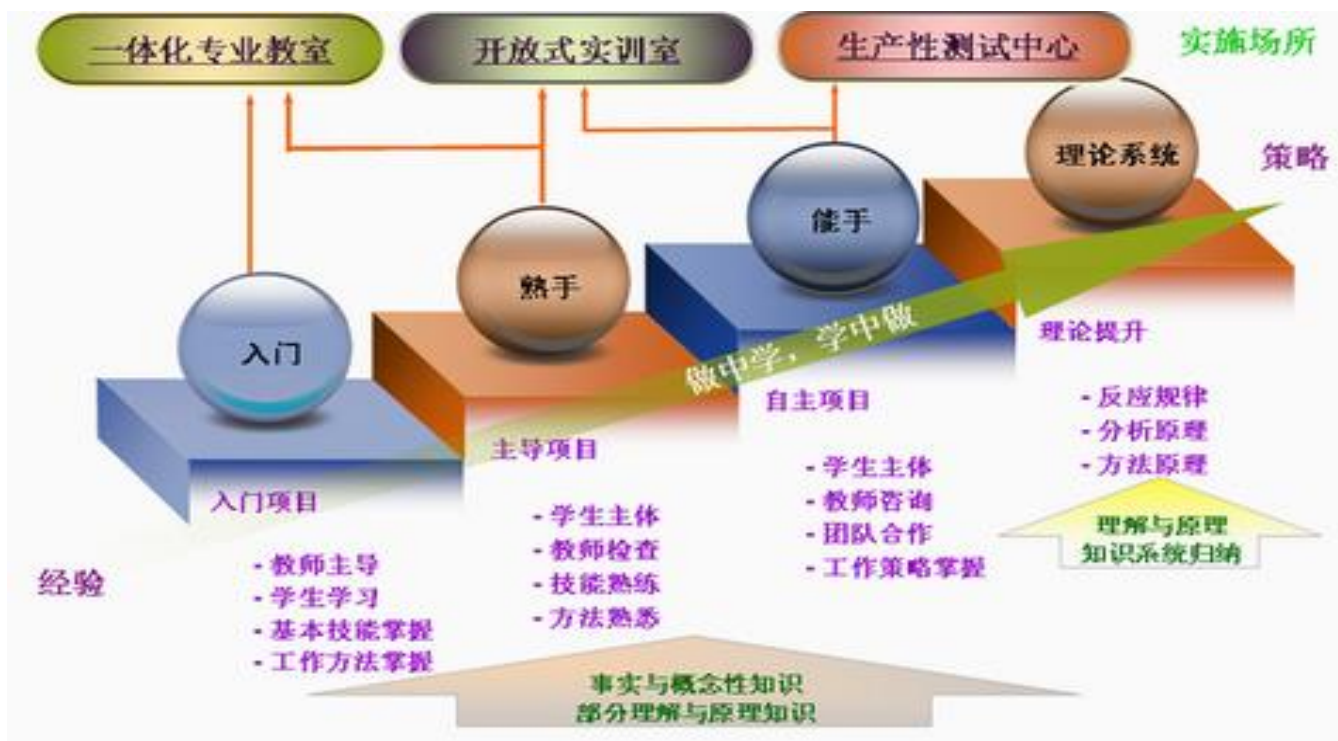 一体化专业教室
开放式实训室
生产性测试中心
实施场所
理论系统
策略
能手
熟手
入门
做中学，学中做
理论提升
- 反应规律
- 分析原理
- 方法原理
自主项目
- 学生主体
- 教师咨询
- 团队合作
- 工作策略掌握
主导项目
- 学生主体
- 教师检查
- 技能熟练
- 方法熟悉
入门项目
- 教师主导
- 学生学习
- 基本技能掌握
- 工作方法掌握
经验
理解与原理
知识系统归纳
事实与概念性知识
部分理解与原理知识